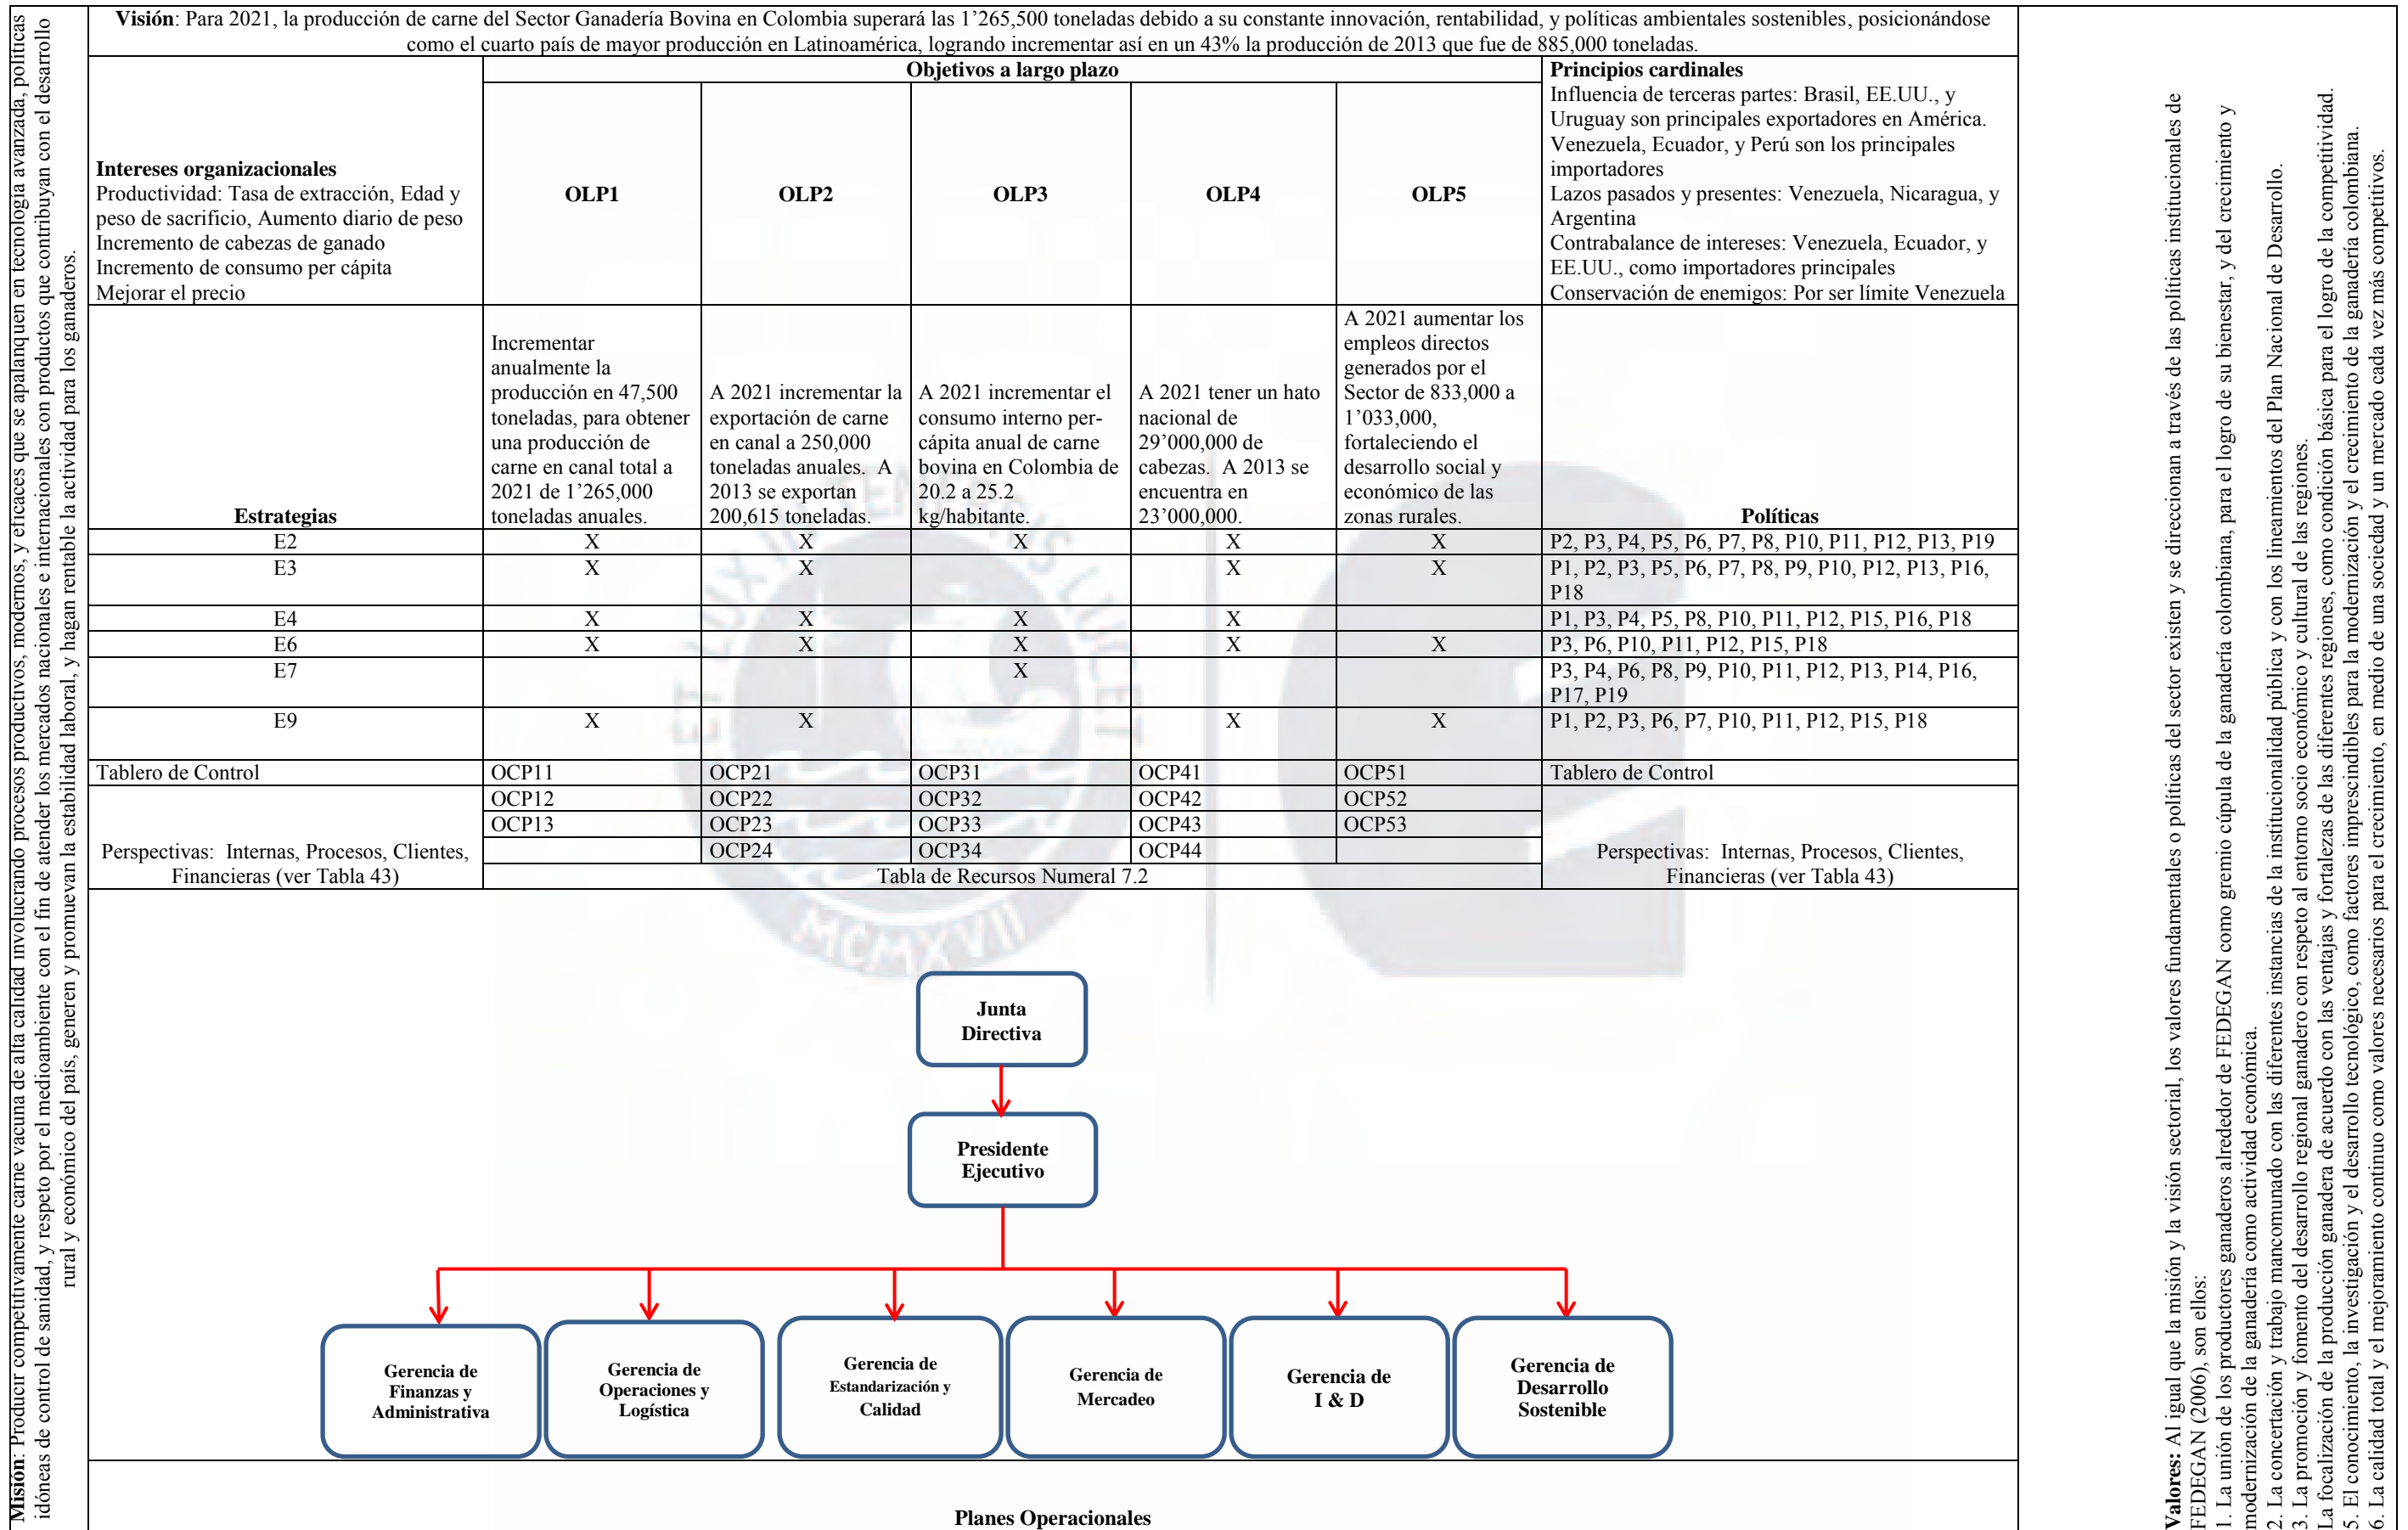 Misión: Producir competitivamente carne vacuna de alta calidad involucrando procesos productivos, modernos, y eficaces que se apalanquen en tecnología avanzada, políticas
idóneas de control de sanidad, y respeto por el medioambiente con el fin de atender los mercados nacionales e internacionales con productos que contribuyan con el desarrollo
rural y económico del país, generen y promuevan la estabilidad laboral, y hagan rentable la actividad para los ganaderos.
Visión: Para 2021, la producción de carne del Sector Ganadería Bovina en Colombia superará las 1’265,500 toneladas debido a su constante innovación, rentabilidad, y políticas ambientales sostenibles, posicionándose
como el cuarto país de mayor producción en Latinoamérica, logrando incrementar así en un 43% la producción de 2013 que fue de 885,000 toneladas.
Intereses organizacionales
Productividad: Tasa de extracción, Edad y
peso de sacrificio, Aumento diario de peso
Incremento de cabezas de ganado
Incremento de consumo per cápita
Mejorar el precio
Objetivos a largo plazo
OLP1
OLP2
OLP3
OLP4
OLP5
Principios cardinales
Influencia de terceras partes: Brasil, EE.UU., y
Uruguay son principales exportadores en América.
Venezuela, Ecuador, y Perú son los principales
importadores
Lazos pasados y presentes: Venezuela, Nicaragua, y
Argentina
Contrabalance de intereses: Venezuela, Ecuador, y
EE.UU., como importadores principales
Conservación de enemigos: Por ser límite Venezuela
Estrategias
Incrementar
anualmente la
producción en 47,500
toneladas, para obtener
una producción de
carne en canal total a
2021 de 1’265,000
toneladas anuales.
A 2021 incrementar la
exportación de carne
en canal a 250,000
toneladas anuales. A
2013 se exportan
200,615 toneladas.
A 2021 incrementar el
consumo interno per-
cápita anual de carne
bovina en Colombia de
20.2 a 25.2
kg/habitante.
A 2021 tener un hato
nacional de
29’000,000 de
cabezas. A 2013 se
encuentra en
23’000,000.
A 2021 aumentar los
empleos directos
generados por el
Sector de 833,000 a
1’033,000,
fortaleciendo el
desarrollo social y
económico de las
zonas rurales.
Políticas
E2 X X X X X P2, P3, P4, P5, P6, P7, P8, P10, P11, P12, P13, P19
E3 X X X X P1, P2, P3, P5, P6, P7, P8, P9, P10, P12, P13, P16,
P18
E4 X X X X P1, P3, P4, P5, P8, P10, P11, P12, P15, P16, P18
E6 X X X X X P3, P6, P10, P11, P12, P15, P18
E7 X P3, P4, P6, P8, P9, P10, P11, P12, P13, P14, P16,
P17, P19
E9 X X X X P1, P2, P3, P6, P7, P10, P11, P12, P15, P18
Tablero de Control OCP11 OCP21 OCP31 OCP41 OCP51 Tablero de Control
OCP12 OCP22 OCP32 OCP42 OCP52
OCP13 OCP23 OCP33 OCP43 OCP53
OCP24 OCP34 OCP44
Perspectivas: Internas, Procesos, Clientes,
Financieras (ver Tabla 43)
Tabla de Recursos Numeral 7.2
Perspectivas: Internas, Procesos, Clientes,
Financieras (ver Tabla 43)
ET LUX IN TENEBRIS LUCET
MCMXVII
Junta
Directiva
Presidente
Ejecutivo
Gerencia de
Finanzas y
Administrativa
Gerencia de
Operaciones y
Logística
Gerencia de
Estandarización y
Calidad
Gerencia de
Mercadeo
Gerencia de
I & D
Gerencia de
Desarrollo
Sostenible
Planes Operacionales
Valores: Al igual que la misión y la visión sectorial, los valores fundamentales o políticas del sector existen y se direccionan a través de las políticas institucionales de
FEDEGAN (2006), son ellos:
1. La unión de los productores ganaderos alrededor de FEDEGAN como gremio cúpula de la ganadería colombiana, para el logro de su bienestar, y del crecimiento y
modernización de la ganadería como actividad económica.
2. La concertación y trabajo mancomunado con las diferentes instancias de la institucionalidad pública y con los lineamientos del Plan Nacional de Desarrollo.
3. La promoción y fomento del desarrollo regional ganadero con respeto al entorno socio económico y cultural de las regiones.
La focalización de la producción ganadera de acuerdo con las ventajas y fortalezas de las diferentes regiones, como condición básica para el logro de la competitividad.
5. El conocimiento, la investigación y el desarrollo tecnológico, como factores imprescindibles para la modernización y el crecimiento de la ganadería colombiana.
6. La calidad total y el mejoramiento continuo como valores necesarios para el crecimiento, en medio de una sociedad y un mercado cada vez más competitivos.